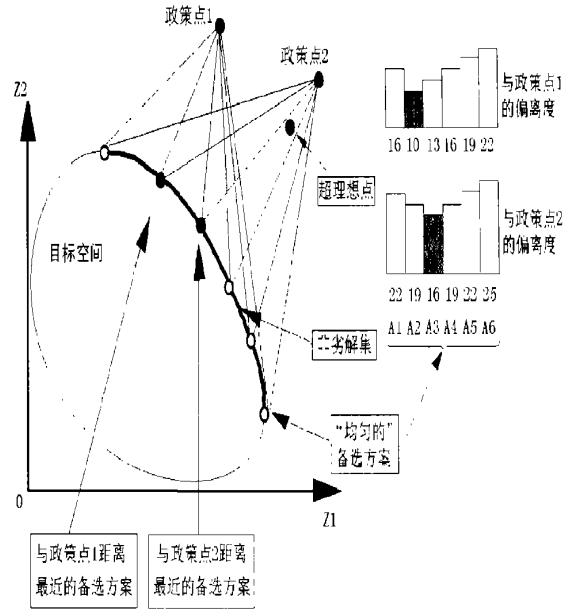 政策点1
政策点2
Z2
与政策点1
的偏离度
16 10 13 16 19 22
超理想点
目标空间
与政策点2
的偏离度
22 19 16 19 22 25
A1 A2 A3 A4 A5 A6
非劣解集
“均匀的”
备选方案
0
Z1
与政策点1距离
最近的备选方案
与政策点2距离
最近的备选方案